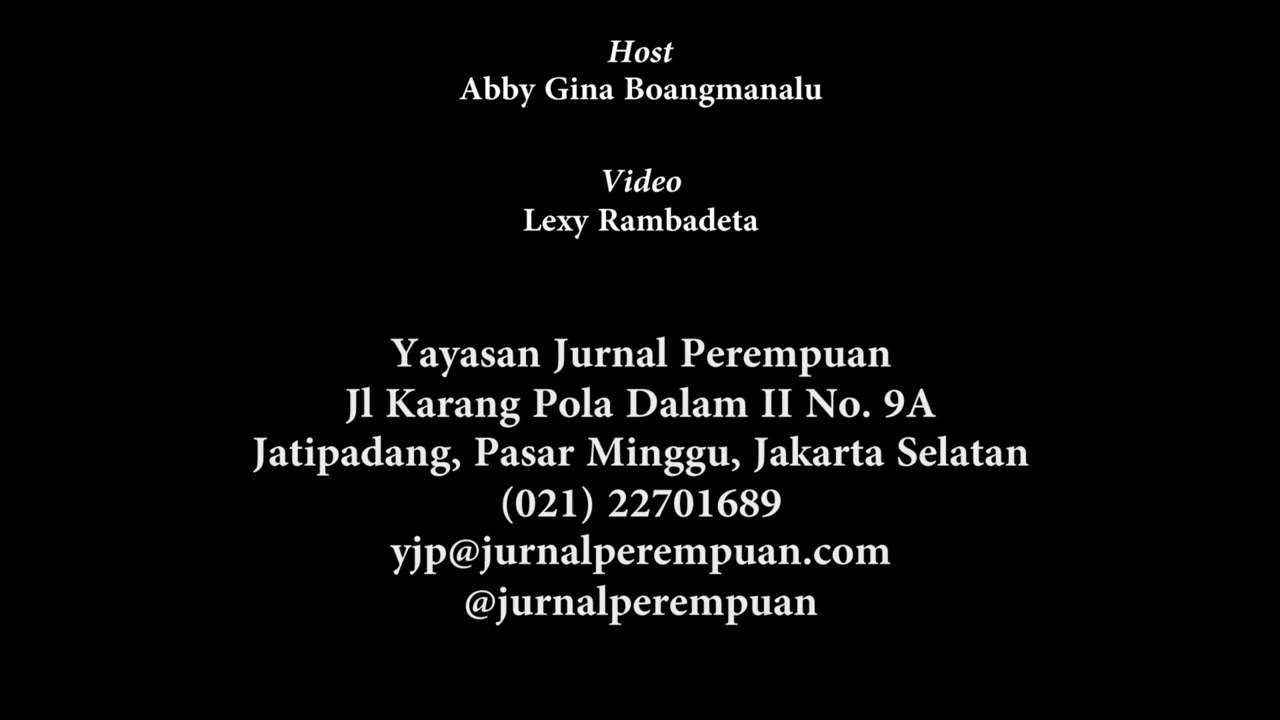 Host
Abby Gina Boangmanalu
Video
Lexy Rambadeta
Yayasan Jurnal Perempuan
Jl Karang Pola Dalam II No. 9A
Jatipadang, Pasar Minggu, Jakarta Selatan
(021) 22701689
yjp@jurnalperempuan.com
@jurnalperempuan